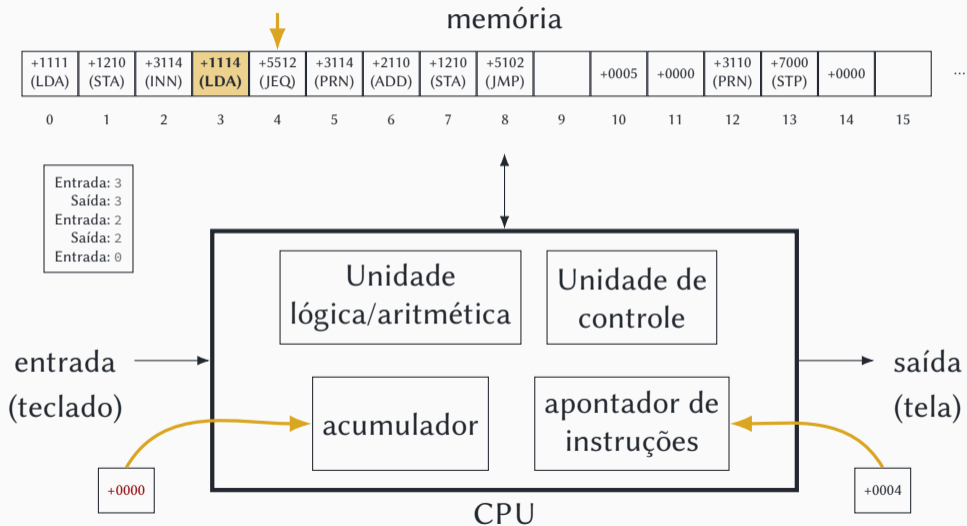 memória
+1111 +1210 +3114 +1114 +5512 +3114 +2110 +1210 +5102 +0005 +0000 +3110 +7000 +0000 ...
(LDA) (STA) (INN) (LDA) (JEQ) (PRN) (ADD) (STA) (JMP) (PRN) (STP)
0 1 2 3 4 5 6 7 8 9 10 11 12 13 14 15
Entrada: 3
Saída: 3
Entrada: 2
Saída: 2
Entrada: 0
Unidade
lógica/aritmética
Unidade de
controle
entrada
(teclado)
saída
(tela)
acumulador
apontador de
instruções
+0000
+0004
CPU